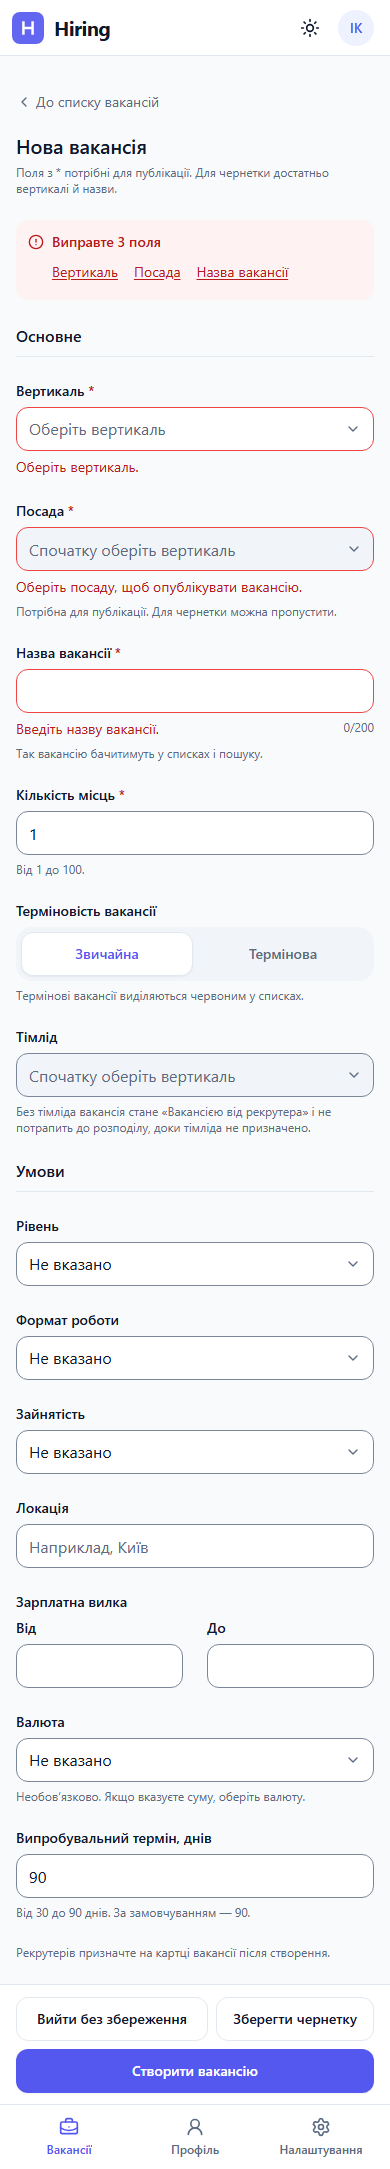 H Hiring
ІК
До списку вакансій
Нова вакансія
Поля з * потрібні для публікації. Для чернетки достатньо
вертикалі й назви.
Виправте 3 поля
Вертикаль Посада Назва вакансії
Основне
Вертикаль *
Оберіть вертикаль
Оберіть вертикаль.
Посада *
Спочатку оберіть вертикаль
Оберіть посаду, щоб опублікувати вакансію.
Потрібна для публікації. Для чернетки можна пропустити.
Назва вакансії *
Введіть назву вакансії. 0/200
Так вакансію бачитимуть у списках і пошуку.
Кількість місць *
1
Від 1 до 100.
Терміновість вакансії
Звичайна Термінова
Термінові вакансії виділяються червоним у списках.
Тімлід
Спочатку оберіть вертикаль
Без тімліда вакансія стане «Вакансією від рекрутера» і не
потрапить до розподілу, доки тімліда не призначено.
Умови
Рівень
Не вказано
Формат роботи
Не вказано
Зайнятість
Не вказано
Локація
Наприклад, Київ
Зарплатна вилка
Від До
Валюта
Не вказано
Необов’язково. Якщо вказуєте суму, оберіть валюту.
Випробувальний термін, днів
90
Від 30 до 90 днів. За замовчуванням — 90.
Рекрутерів призначте на картці вакансії після створення.
Вийти без збереження Зберегти чернетку
Створити вакансію
Вакансії Профіль Налаштування